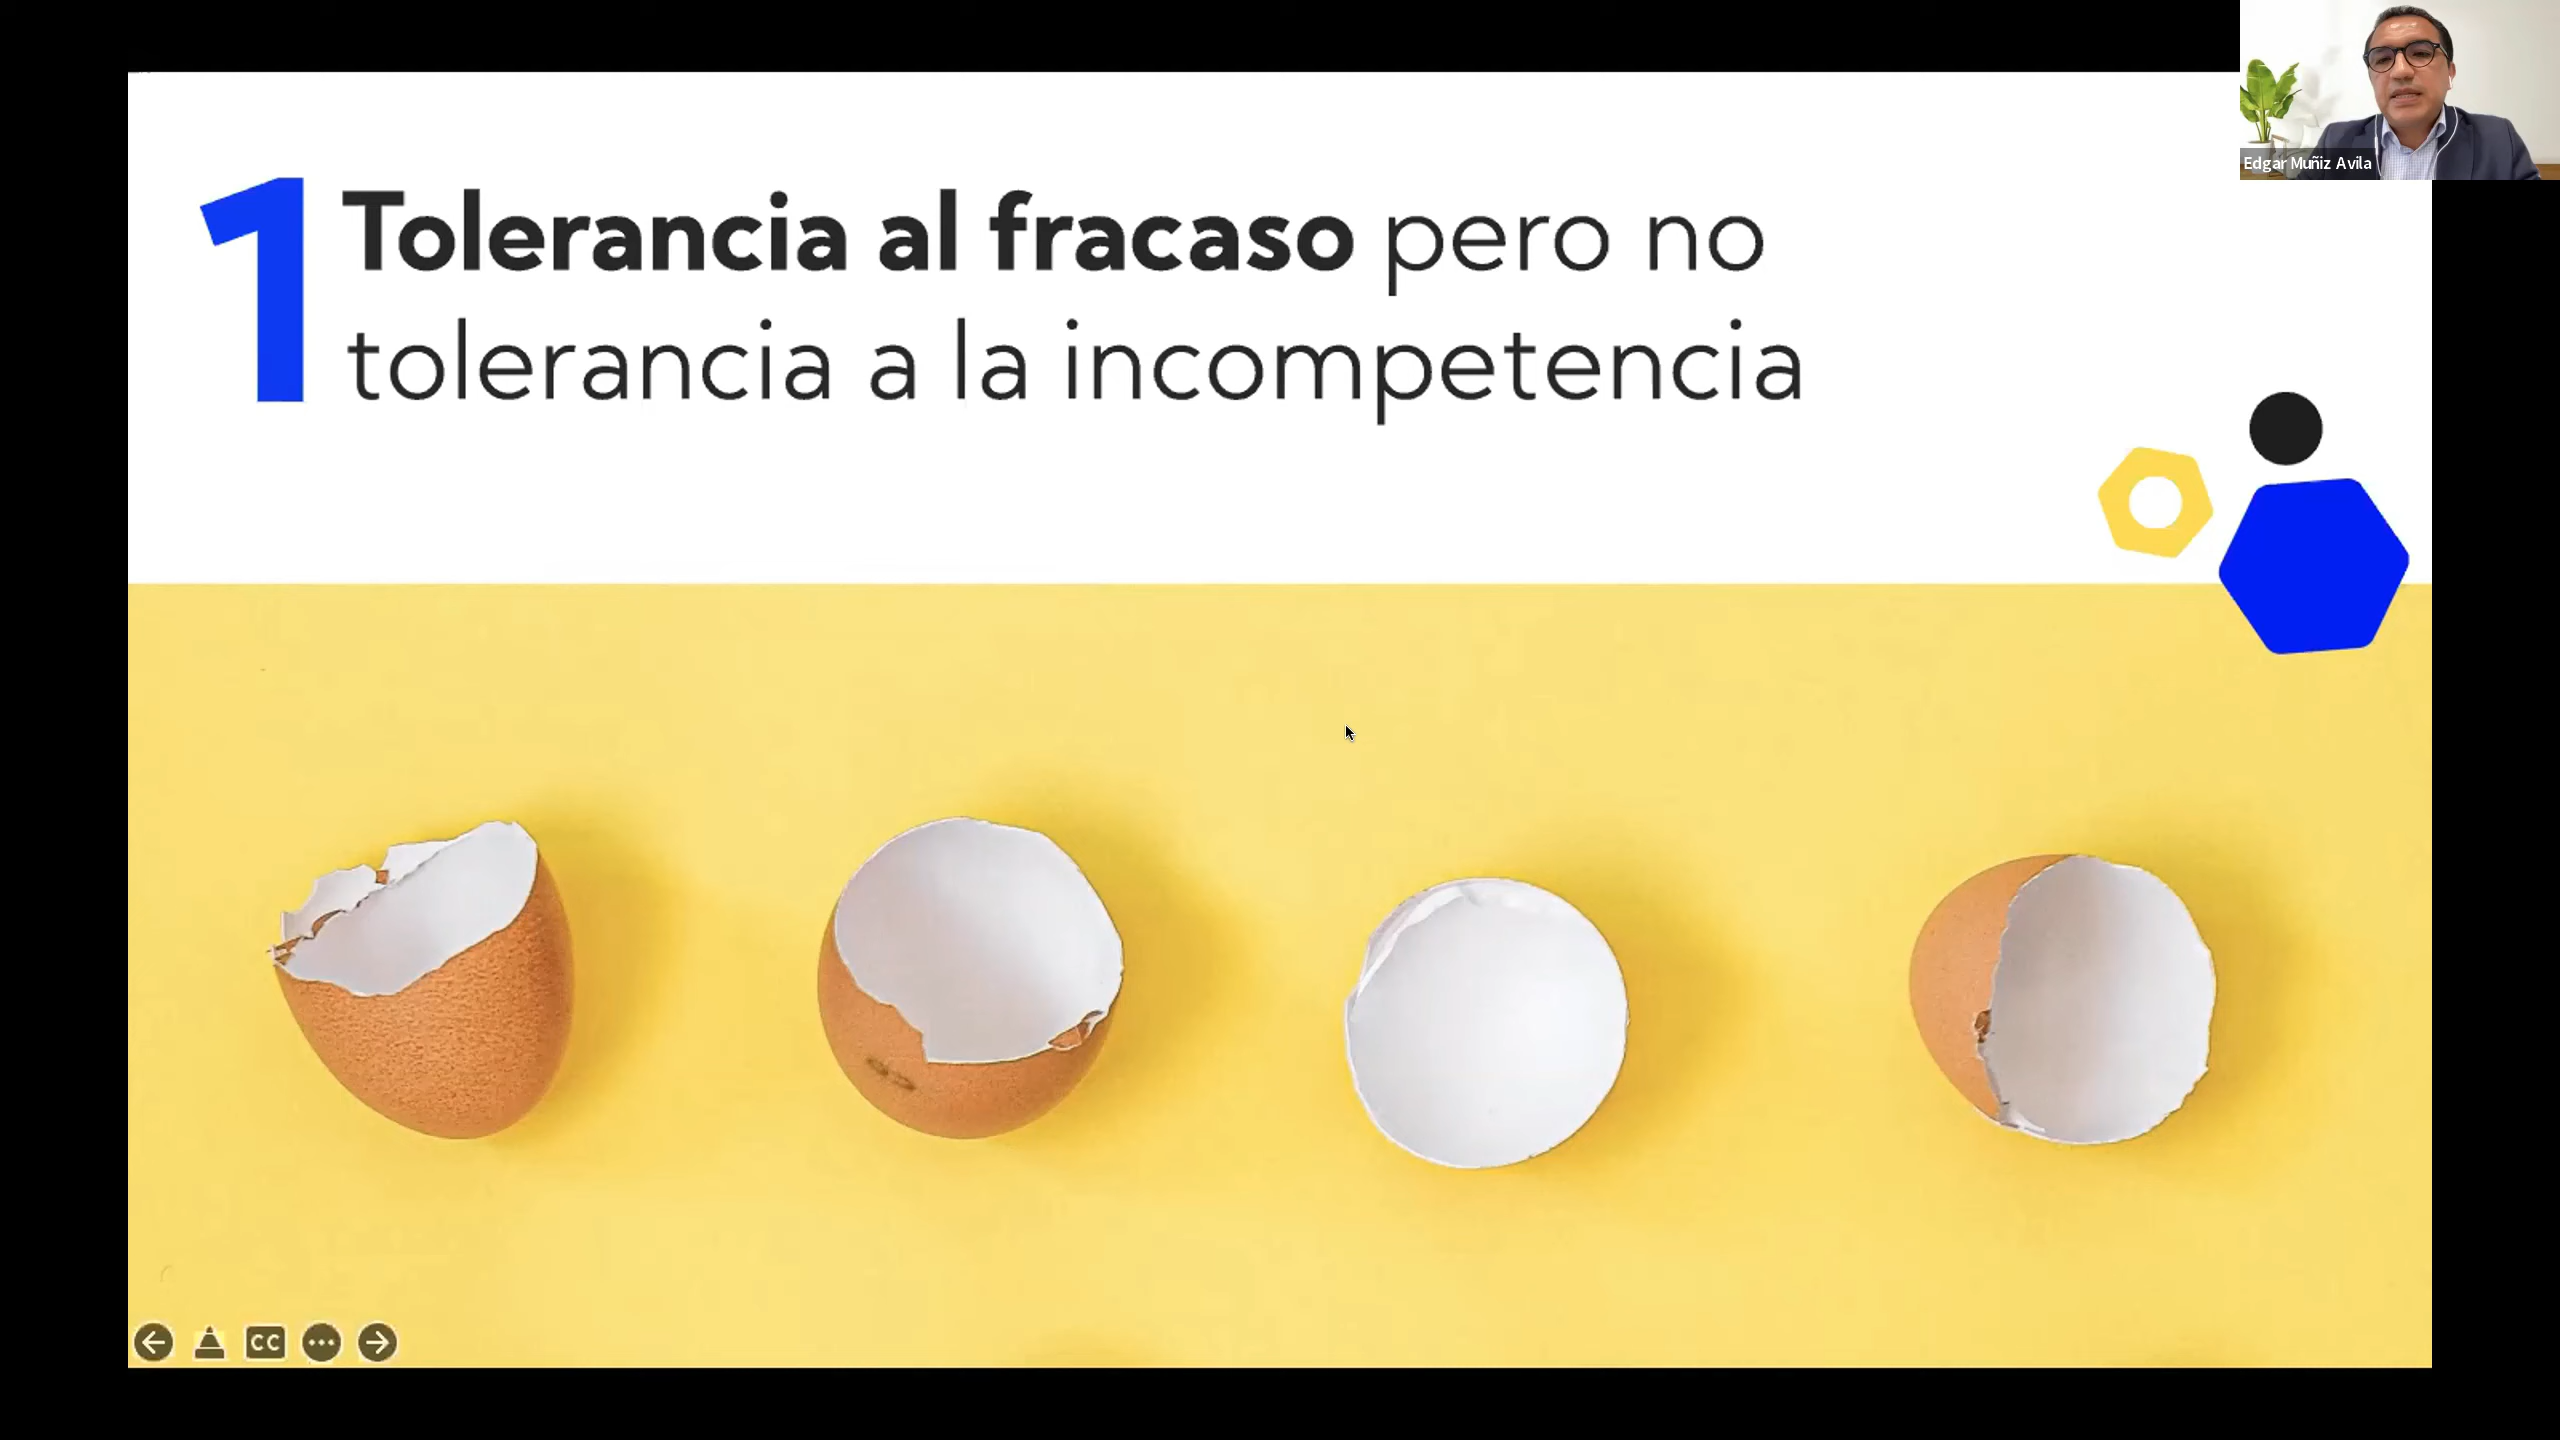 Edgar Muñiz Avila
1
Tolerancia al fracaso pero no
tolerancia a la incompetencia
CC